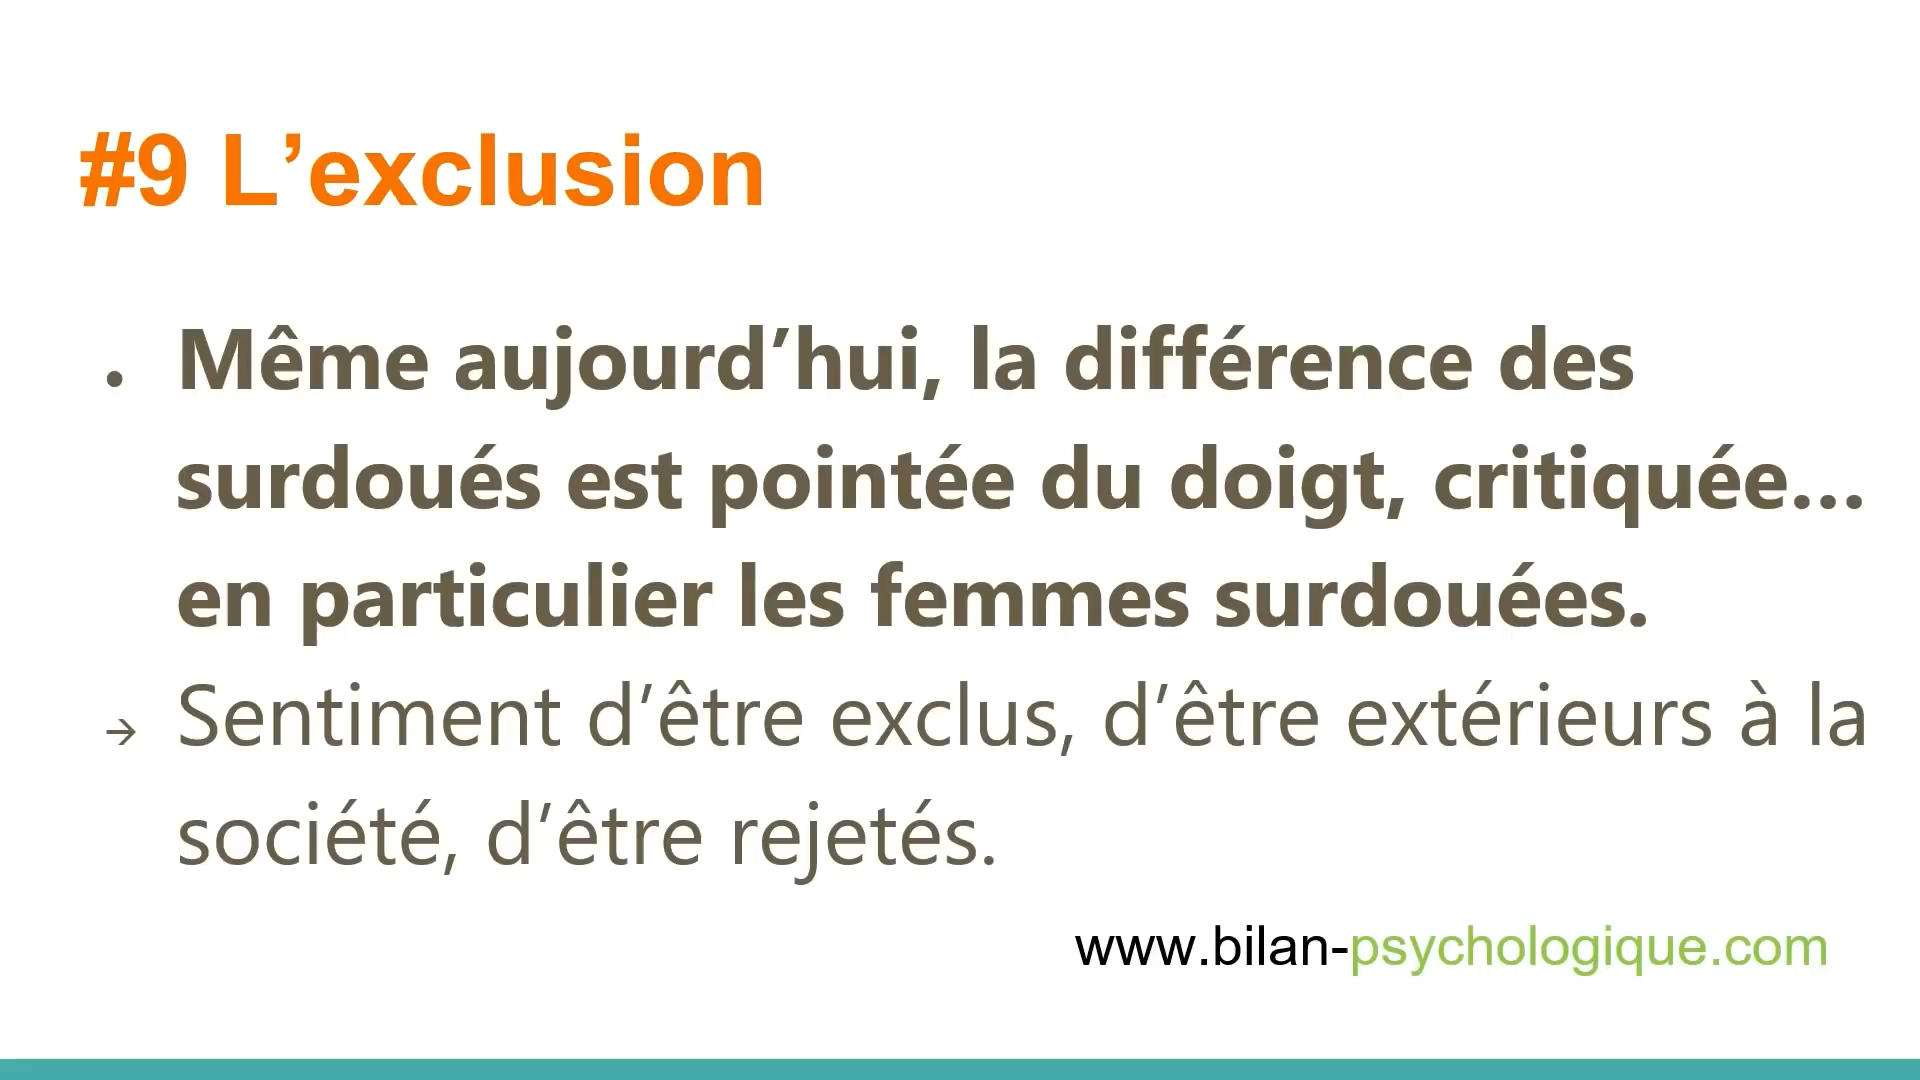 #9 L’exclusion
• Même aujourd’hui, la différence des
surdoués est pointée du doigt, critiquée…
en particulier les femmes surdouées.
→ Sentiment d’être exclus, d’être extérieurs à la
société, d’être rejetés.
www.bilan-psychologique.com